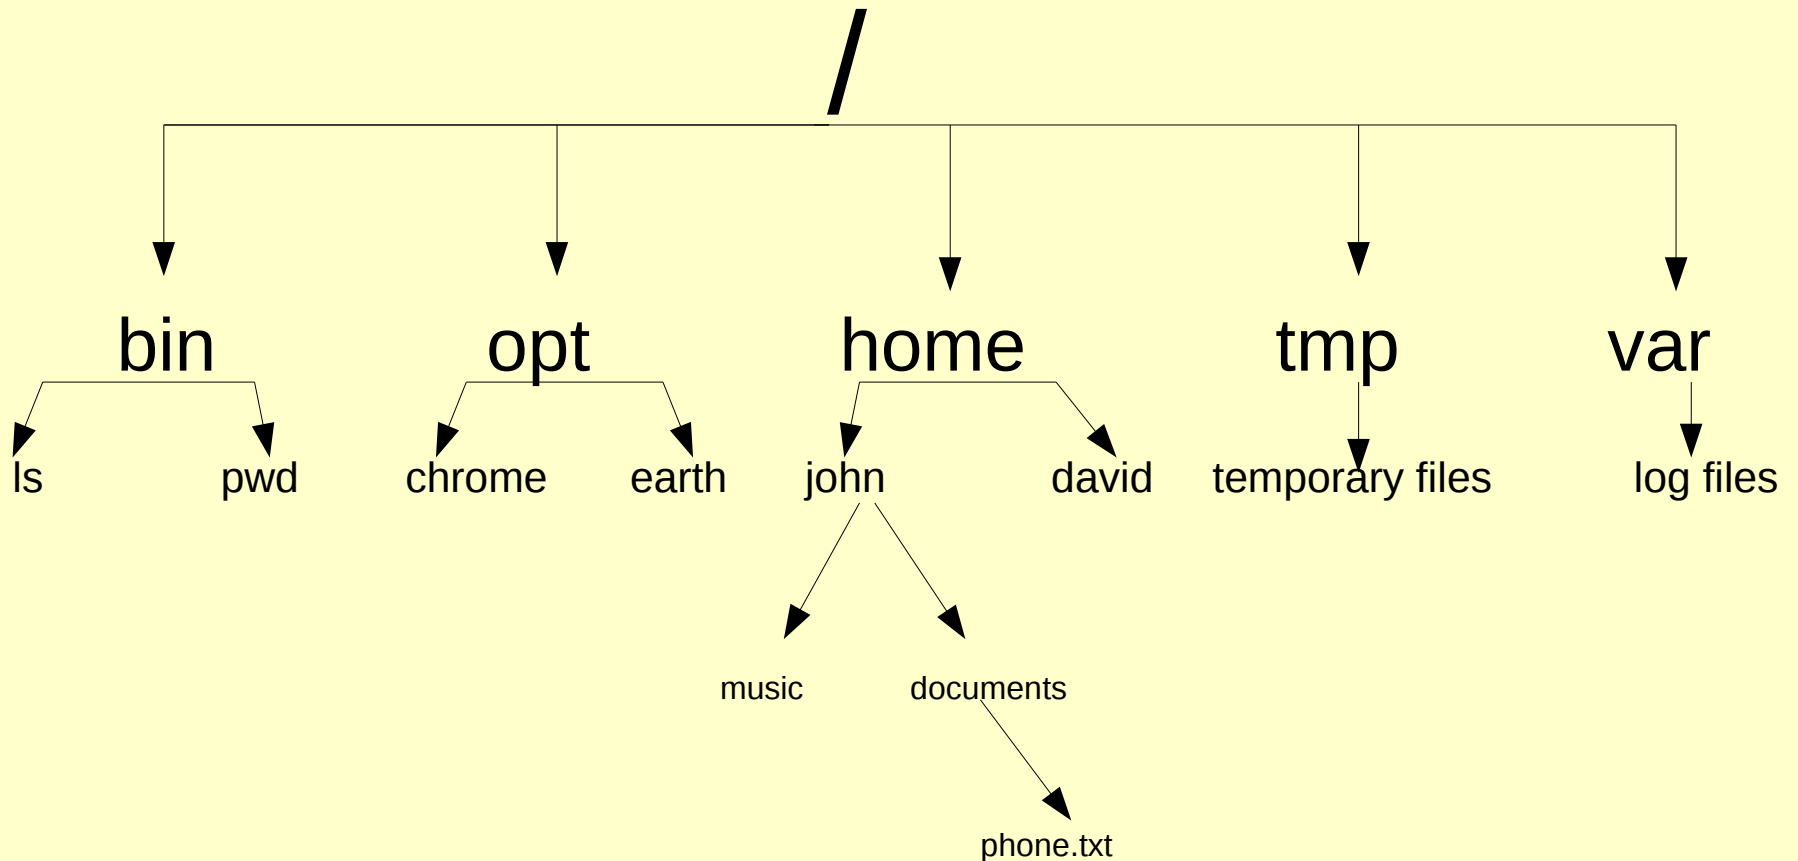 /
bin opt home tmp var
ls pwd chrome earth john david temporary files log files
music documents
phone.txt